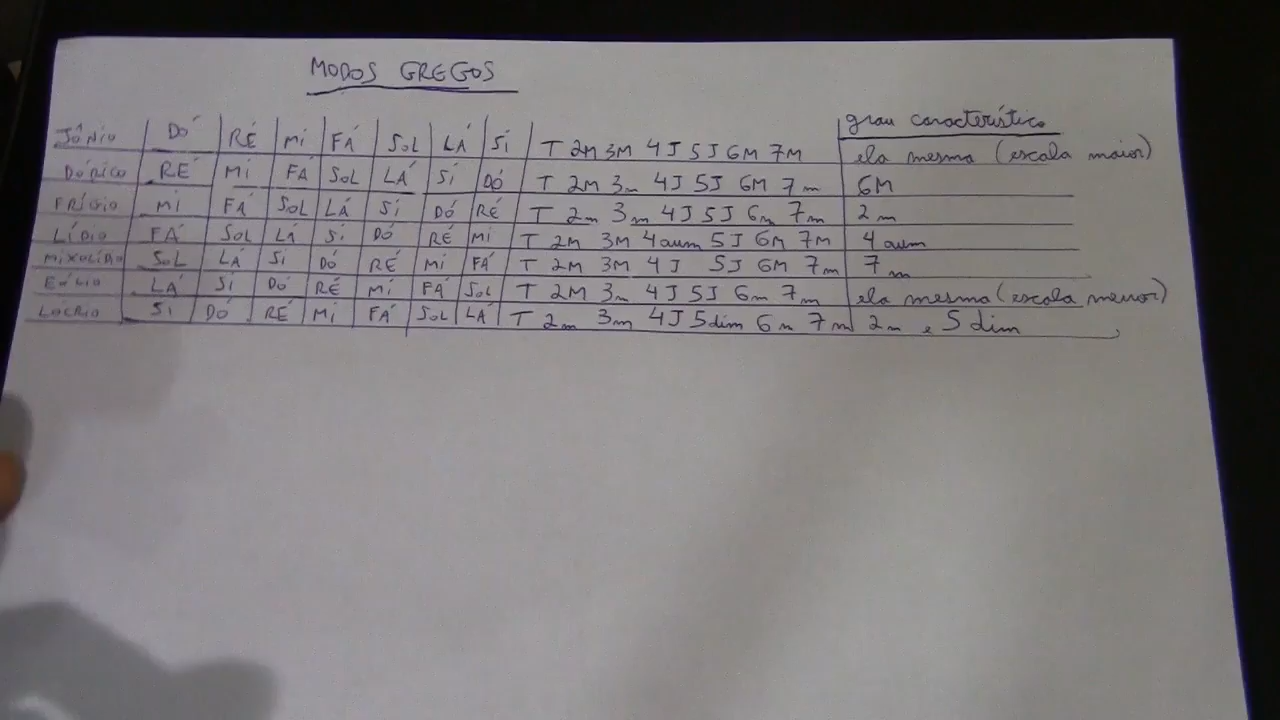 MODOS GREGOS
grau característico
JÔNIO DÓ RÉ MI FÁ SOL LÁ SI T 2M 3M 4J 5J 6M 7M ela mesma (escala maior)
DÓRICO RÉ MI FÁ SOL LÁ SI DÓ T 2M 3m 4J 5J 6M 7m 6M
FRÍGIO MI FÁ SOL LÁ SI DÓ RÉ T 2m 3m 4J 5J 6m 7m 2m
LÍDIO FÁ SOL LÁ SI DÓ RÉ MI T 2M 3M 4aum 5J 6M 7M 4 aum
MIXOLÍDIO SOL LÁ SI DÓ RÉ MI FÁ T 2M 3M 4J 5J 6M 7m 7m
EÓLIO LÁ SI DÓ RÉ MI FÁ SOL T 2M 3m 4J 5J 6m 7m ela mesma (escala menor)
LÓCRIO SI DÓ RÉ MI FÁ SOL LÁ T 2m 3m 4J 5dim 6m 7m 2m e 5 dim